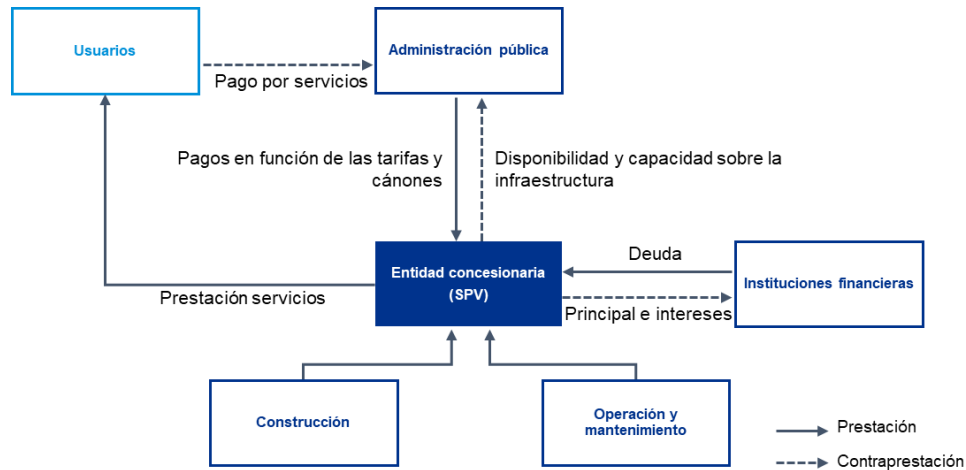 Usuarios
Administración pública
Pago por servicios
Pagos en función de las tarifas y
cánones
Disponibilidad y capacidad sobre la
infraestructura
Entidad concesionaria
(SPV)
Deuda
Instituciones financieras
Prestación servicios
Principal e intereses
Construcción
Operación y
mantenimiento
Prestación
Contraprestación